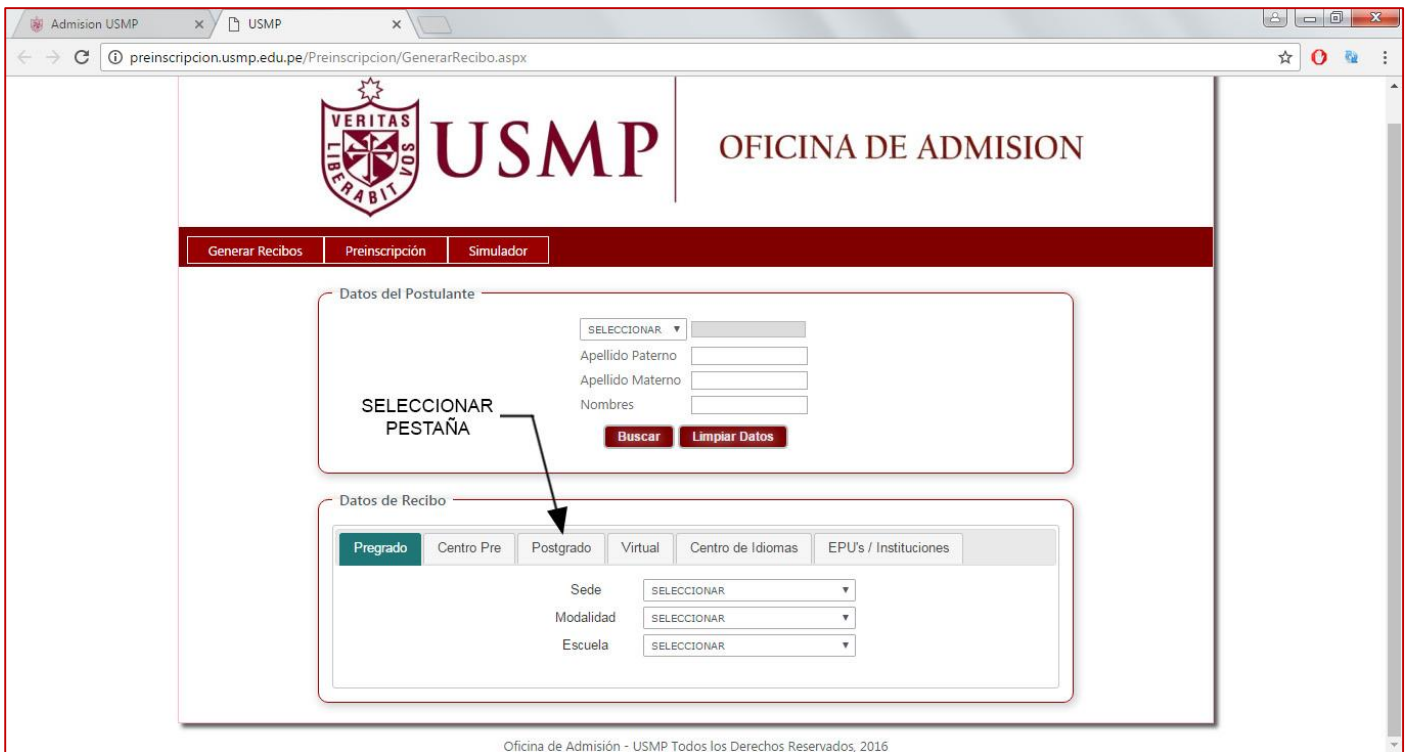 Admision USMP
USMP
preinscripcion.usmp.edu.pe/Preinscripcion/GenerarRecibo.aspx
VERITAS
LIBERABIT VOS
USMP
OFICINA DE ADMISION
Generar Recibos
Preinscripción
Simulador
Datos del Postulante
SELECCIONAR
Apellido Paterno
Apellido Materno
Nombres
SELECCIONAR
PESTAÑA
Buscar
Limpiar Datos
Datos de Recibo
Pregrado
Centro Pre
Postgrado
Virtual
Centro de Idiomas
EPU's / Instituciones
Sede
SELECCIONAR
Modalidad
SELECCIONAR
Escuela
SELECCIONAR
Oficina de Admisión - USMP Todos los Derechos Reservados, 2016